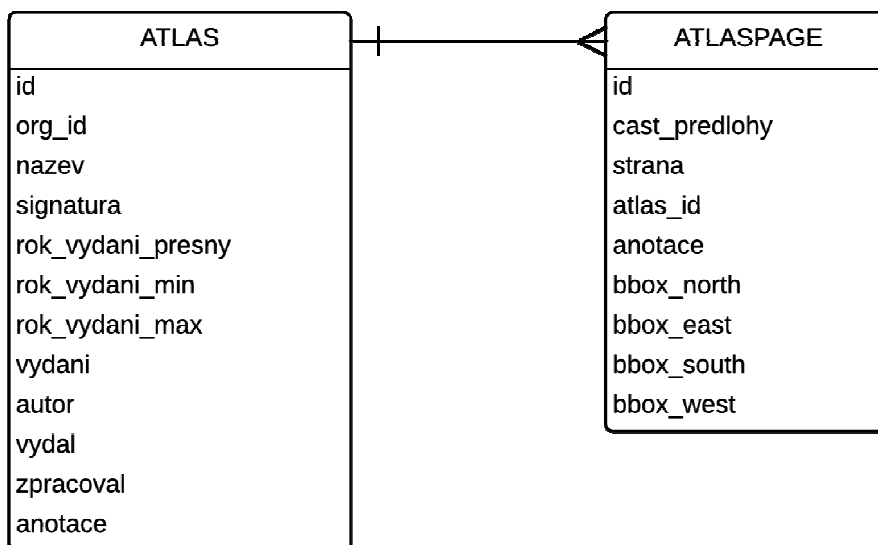 ATLAS
id
org_id
nazev
signatura
rok_vydani_presny
rok_vydani_min
rok_vydani_max
vydani
autor
vydal
zpracoval
anotace
ATLASPAGE
id
cast_predlohy
strana
atlas_id
anotace
bbox_north
bbox_east
bbox_south
bbox_west